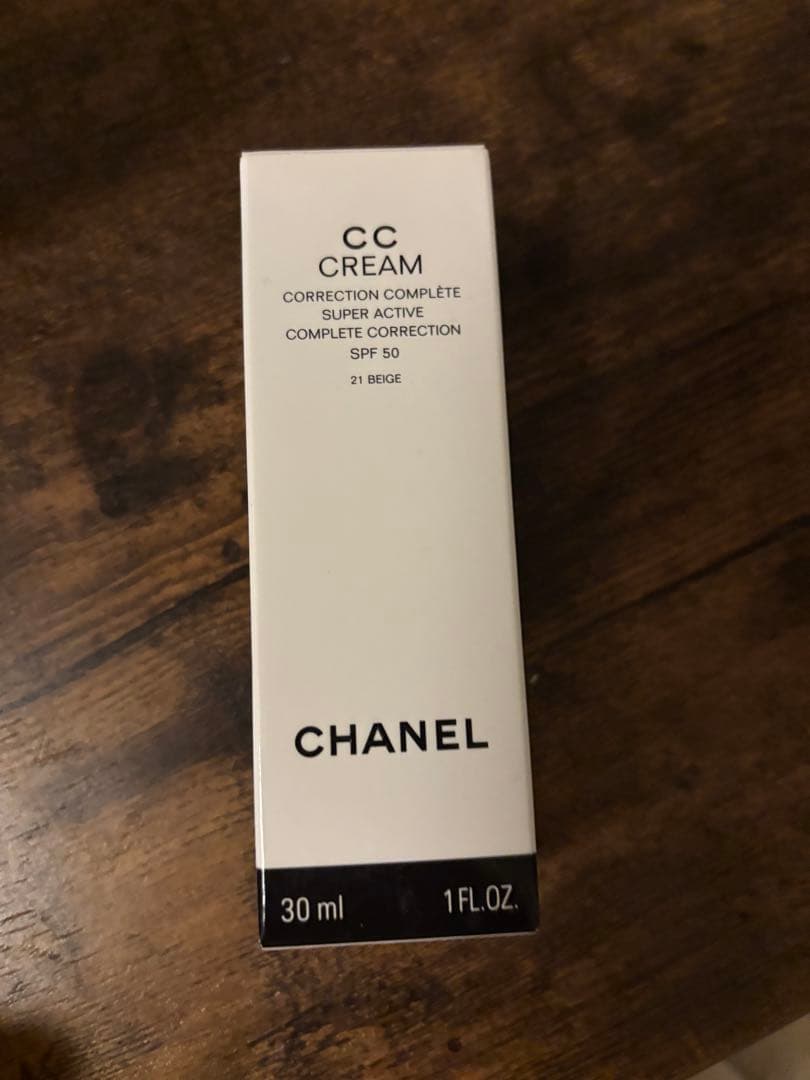 CC
CREAM
CORRECTION COMPLÈTE
SUPER ACTIVE
COMPLETE CORRECTION
SPF 50
21 BEIGE
CHANEL
30 ml 1 FL.OZ.